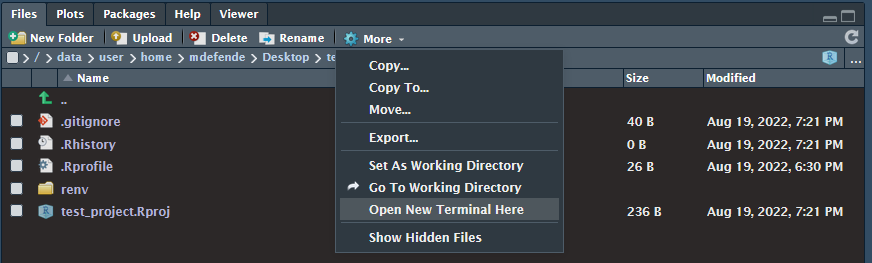 Files Plots Packages Help Viewer
New Folder Upload Delete Rename More
/ data user home mdefende Desktop
Name Size Modified
..
.gitignore 40 B Aug 19, 2022, 7:21 PM
.Rhistory 0 B Aug 19, 2022, 7:21 PM
.Rprofile 26 B Aug 19, 2022, 6:30 PM
renv
test_project.Rproj 236 B Aug 19, 2022, 7:21 PM
Copy...
Copy To...
Move...
Export...
Set As Working Directory
Go To Working Directory
Open New Terminal Here
Show Hidden Files